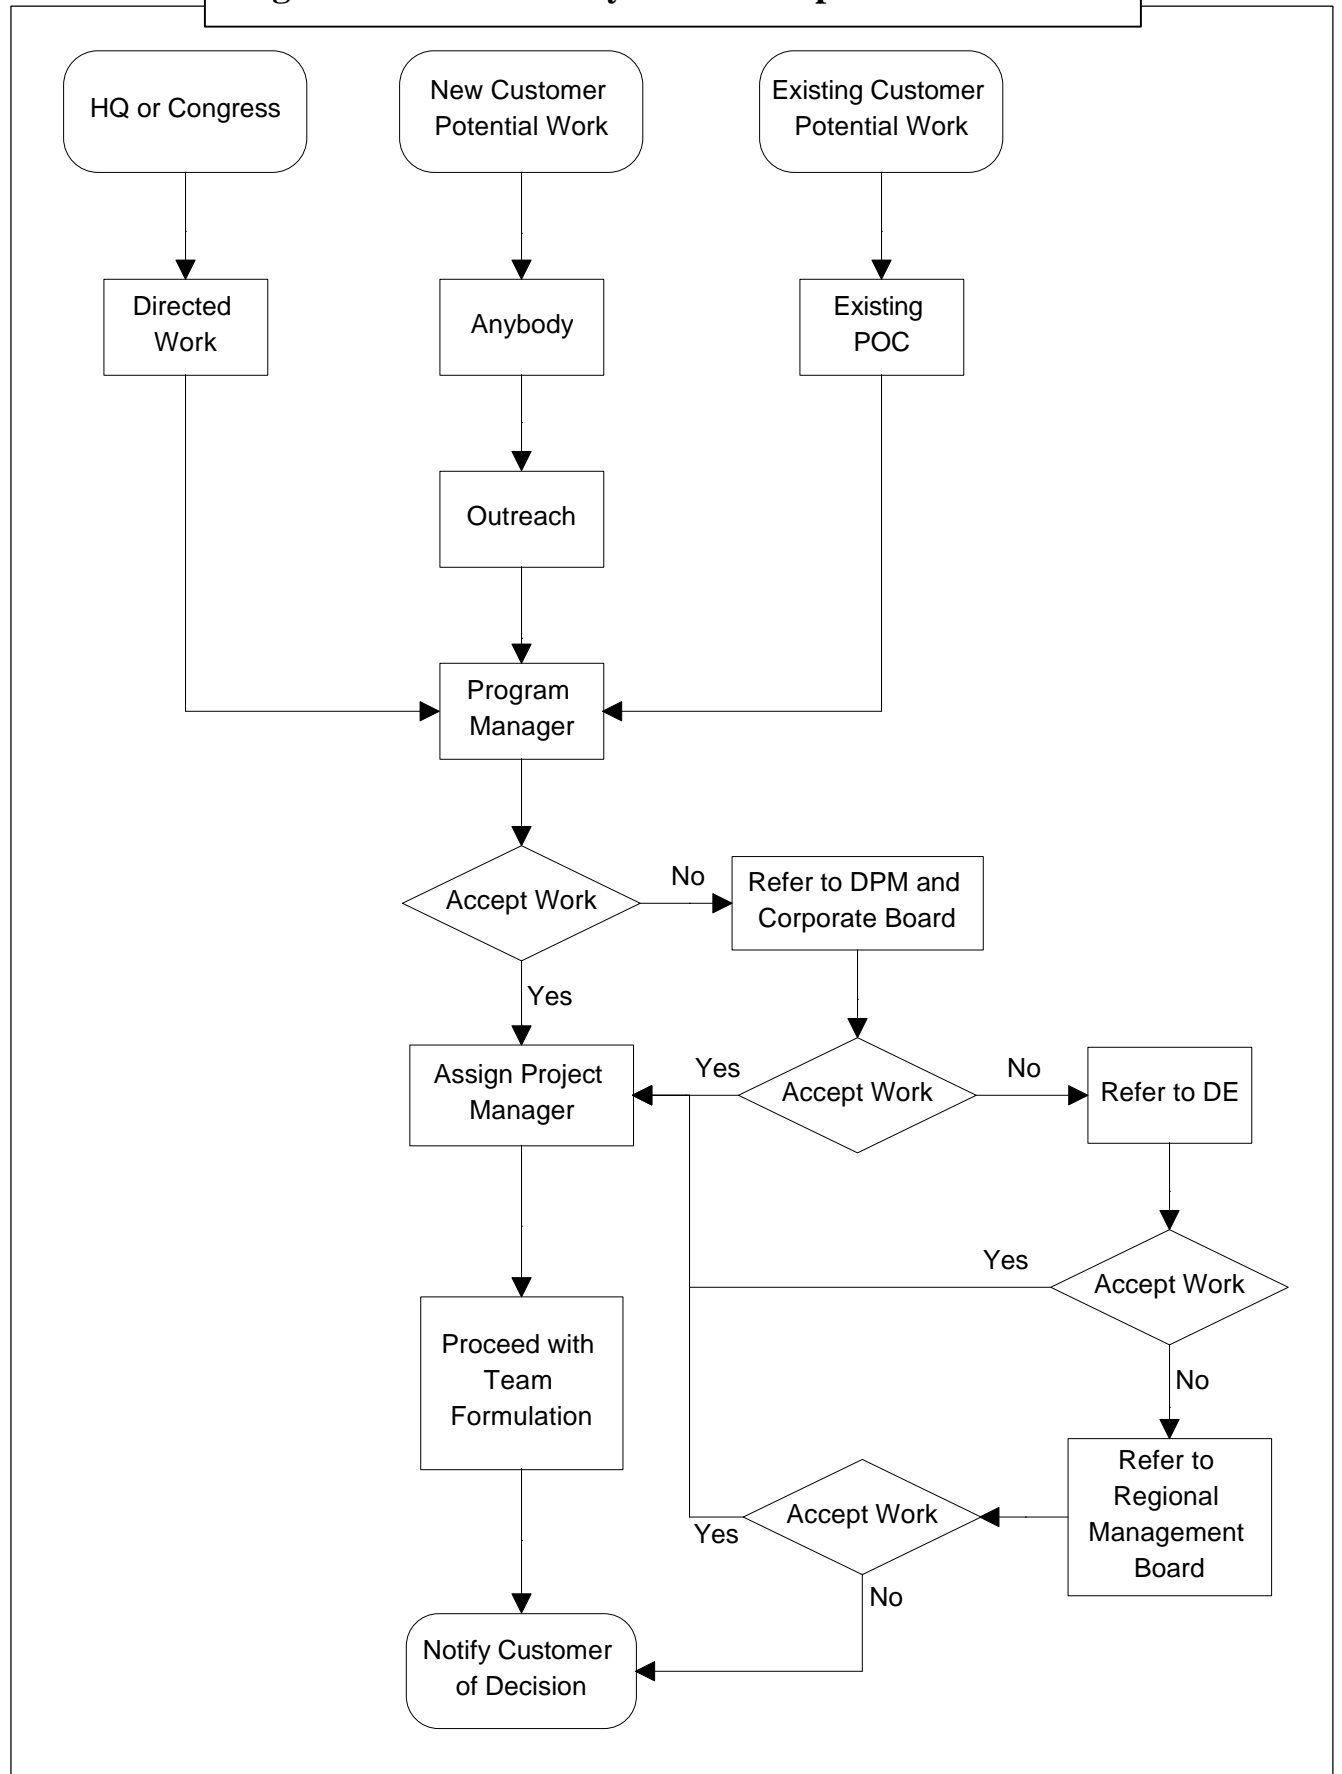 HQ or Congress
New Customer
Potential Work
Existing Customer
Potential Work
Directed
Work
Anybody
Existing
POC
Outreach
Program
Manager
Accept Work
No
Refer to DPM and
Corporate Board
Yes
Assign Project
Manager
Yes
Accept Work
No
Refer to DE
Yes
Accept Work
No
Proceed with
Team
Formulation
Refer to
Regional
Management
Board
Accept Work
Yes
No
Notify Customer
of Decision